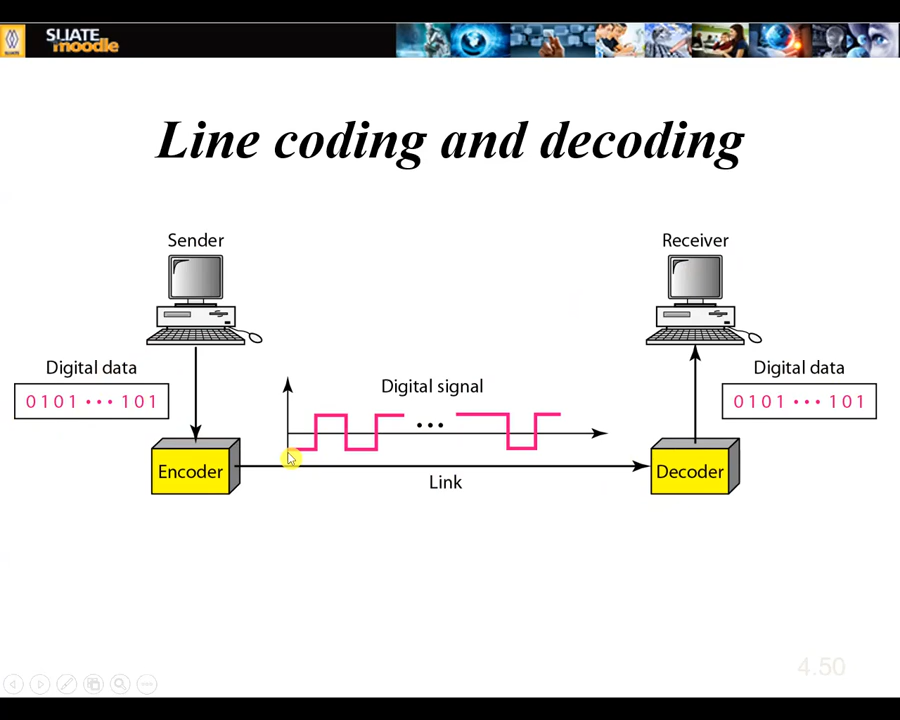 SLIATE
moodle
Line coding and decoding
Sender
Receiver
Digital data
0101 ••• 101
Digital signal
•••
Digital data
0101 ••• 101
Encoder
Link
Decoder
4.50